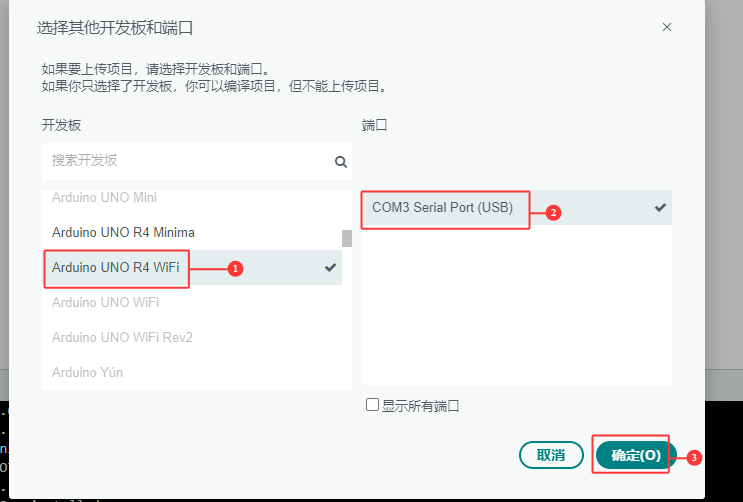 选择其他开发板和端口
如果要上传项目，请选择开发板和端口。
如果你只选择了开发板，你可以编译项目，但不能上传项目。
开发板
端口
搜索开发坂
Arduino UNO Mini
COM3 Serial Port (USB)
2
Arduino UNO R4 Minima
Arduino UNO R4 WiFi
1
Arduino UNO WiFi
Arduino UNO WiFi Rev2
Arduino Yún
显示所有端口
取消
确定(O)
3